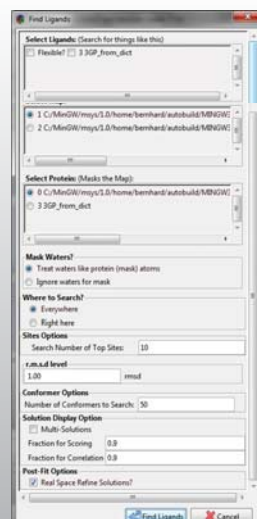 Find Ligands
Select Ligands: (Search for things like this)
Flexible? 3 3GP_from_dict
1 C:/MinGW/msys/1.0/home/bernhard/autobuild/MINGW3
2 C:/MinGW/msys/1.0/home/bernhard/autobuild/MINGW
Select Protein: (Masks the Map):
0 C:/MinGW/msys/1.0/home/bernhard/autobuild/MINGW3
3 3GP_from_dict
Mask Waters?
Treat waters like protein (mask) atoms
Ignore waters for mask
Where to Search?
Everywhere
Right here
Sites Options
Search Number of Top Sites: 10
r.m.s.d level
1.00 rmsd
Conformer Options
Number of Conformers to Search: 50
Solution Display Option
Multi-Solutions
Fraction for Scoring 0.9
Fraction for Correlation 0.9
Post-Fit Options
Real Space Refine Solutions?
Find Ligands Cancel